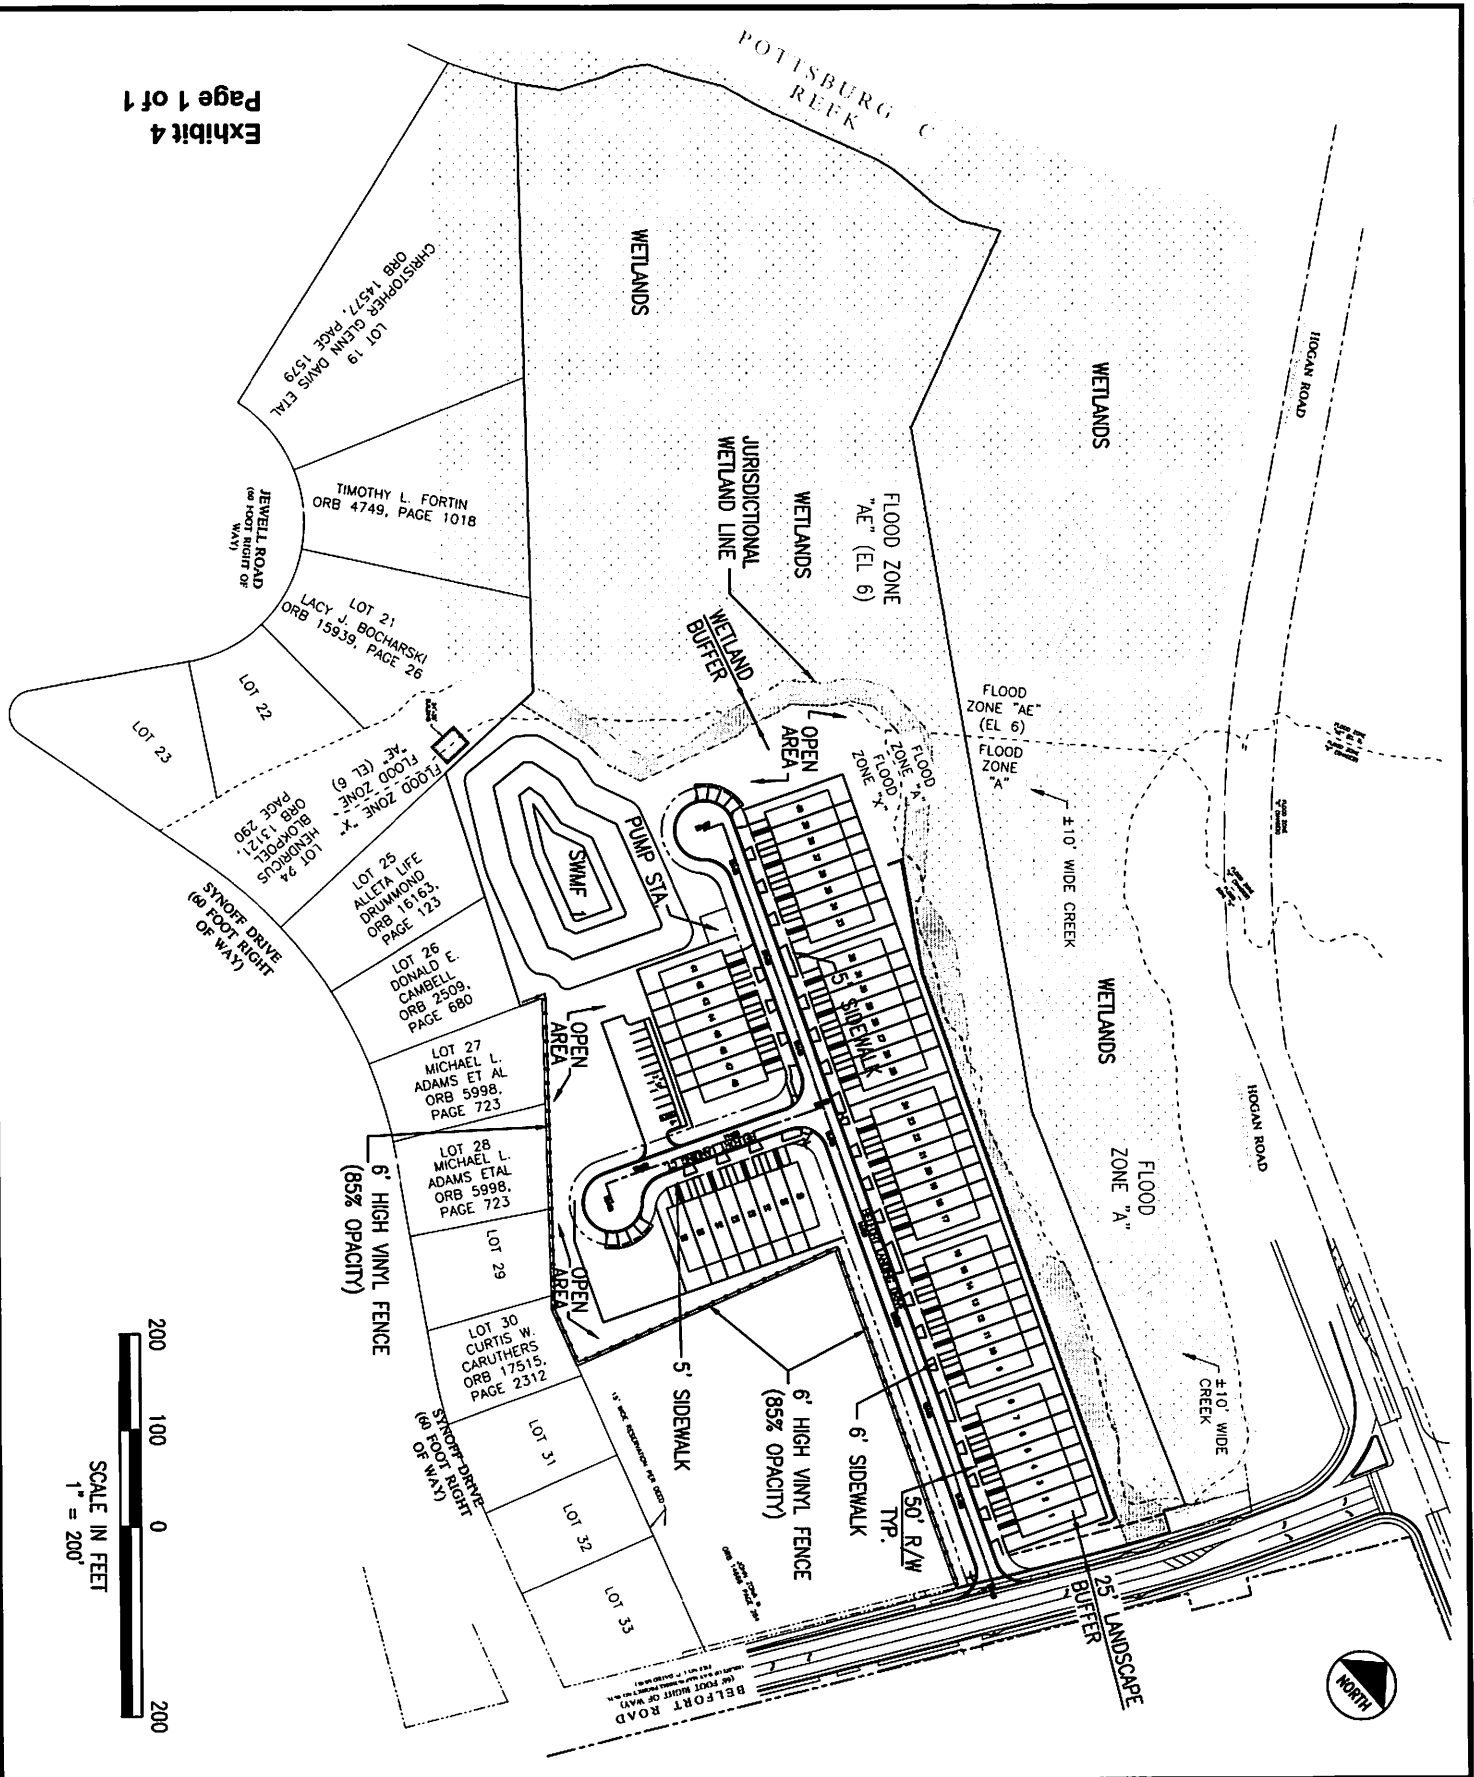 Exhibit 4
Page 1 of 1
POTTSBURG C
REEK
HOGAN ROAD
WETLANDS
WETLANDS
LOT 19
CHRISTOPHER GLENN DAVIS ETAL
ORB 14577, PAGE 1579
TIMOTHY L. FORTIN
ORB 4749, PAGE 1018
JEWELL ROAD
(60 FOOT RIGHT OF
WAY)
LOT 21
LACY J. BOCHARSKI
ORB 15939, PAGE 26
LOT 22
LOT 23
JURISDICTIONAL
WETLAND LINE
WETLANDS
FLOOD ZONE
"AE" (EL 6)
WETLAND
BUFFER
OPEN
AREA
FLOOD
ZONE "A"
FLOOD
ZONE "X"
FLOOD
ZONE "AE"
(EL 6)
FLOOD
ZONE
"A"
±10' WIDE CREEK
WETLANDS
FLOOD
ZONE "A"
HOGAN ROAD
±10' WIDE
CREEK
FLOOD ZONE "X"
FLOOD ZONE
"AE" (EL 6)
LOT 94
HENDRICUS
BLOKPOEL
ORB 13121,
PAGE 290
SYNOFF DRIVE
(60 FOOT RIGHT
OF WAY)
LOT 25
ALLETA LIFE
DRUMMOND
ORB 16163,
PAGE 123
LOT 26
DONALD E.
CAMBELL
ORB 2509,
PAGE 680
LOT 27
MICHAEL L.
ADAMS ET AL
ORB 5998,
PAGE 723
LOT 28
MICHAEL L.
ADAMS ETAL
ORB 5998,
PAGE 723
LOT 29
LOT 30
CURTIS W.
CARUTHERS
ORB 17515,
PAGE 2312
LOT 31
LOT 32
LOT 33
SWMF 1
PUMP STA.
5' SIDEWALK
OPEN
AREA
OPEN
AREA
6' HIGH VINYL FENCE
(85% OPACITY)
5' SIDEWALK
6' HIGH VINYL FENCE
(85% OPACITY)
6' SIDEWALK
50' R/W
TYP.
25' LANDSCAPE
BUFFER
15' WIDE RESERVATION PER DEED
SYNOFF DRIVE
(60 FOOT RIGHT
OF WAY)
BELFORT ROAD
(66' FOOT RIGHT OF WAY)
200 100 0 200
SCALE IN FEET
1" = 200'
NORTH